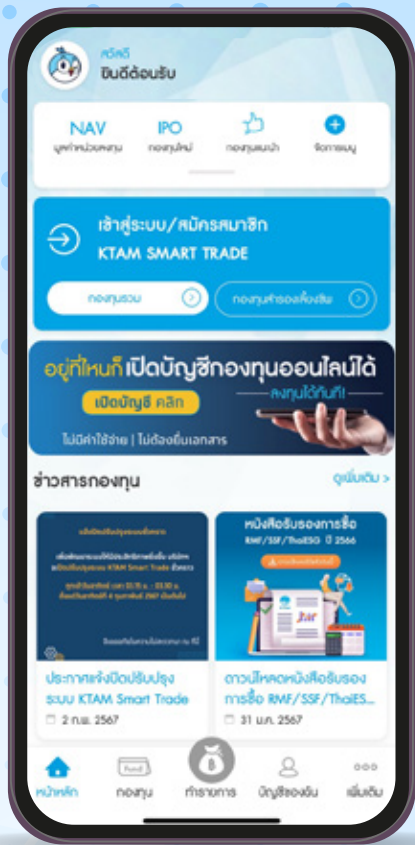 สวัสดี
ยินดีต้อนรับ
NAV IPO
มูลค่าหน่วยลงทุน กองทุนใหม่ กองทุนแนะนำ จัดการเมนู
เข้าสู่ระบบ/สมัครสมาชิก
KTAM SMART TRADE
กองทุนรวม กองทุนสำรองเลี้ยงชีพ
อยู่ที่ไหนก็เปิดบัญชีกองทุนออนไลน์ได้
เปิดบัญชี คลิก ลงทุนได้ทันที!
ไม่มีค่าใช้จ่าย | ไม่ต้องยื่นเอกสาร
ข่าวสารกองทุน ดูเพิ่มเติม >
หนังสือรับรองการซื้อ
RMF/SSF/ThaiESG ปี 2566
ประกาศแจ้งปิดปรับปรุง
ระบบ KTAM Smart Trade
2 ก.พ. 2567
ดาวน์โหลดหนังสือรับรอง
การซื้อ RMF/SSF/ThaiES...
31 ม.ค. 2567
Fund
หน้าหลัก กองทุน ทำรายการ บัญชีของฉัน เพิ่มเติม